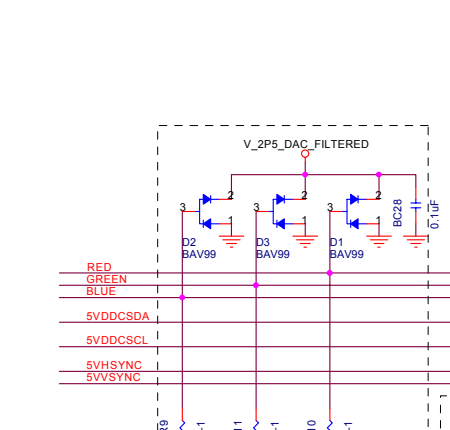 V_2P5_DAC_FILTERED
2 2 2
3 3 3
1 1 1
BC28
0.1uF
D2 D3 D1
BAV99 BAV99 BAV99
RED
GREEN
BLUE
5VDDCSDA
5VDDCSCL
5VHSYNC
5VVSYNC